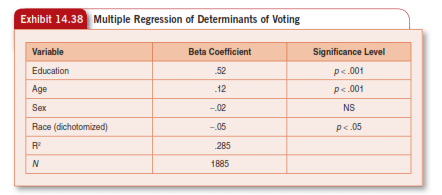 Exhibit 14.38 Multiple Regression of Determinants of Voting
Variable Beta Coefficient Significance Level
Education .52 p < .001
Age .12 p < .001
Sex -.02 NS
Race (dichotomized) -.05 p < .05
R² .285
N 1885